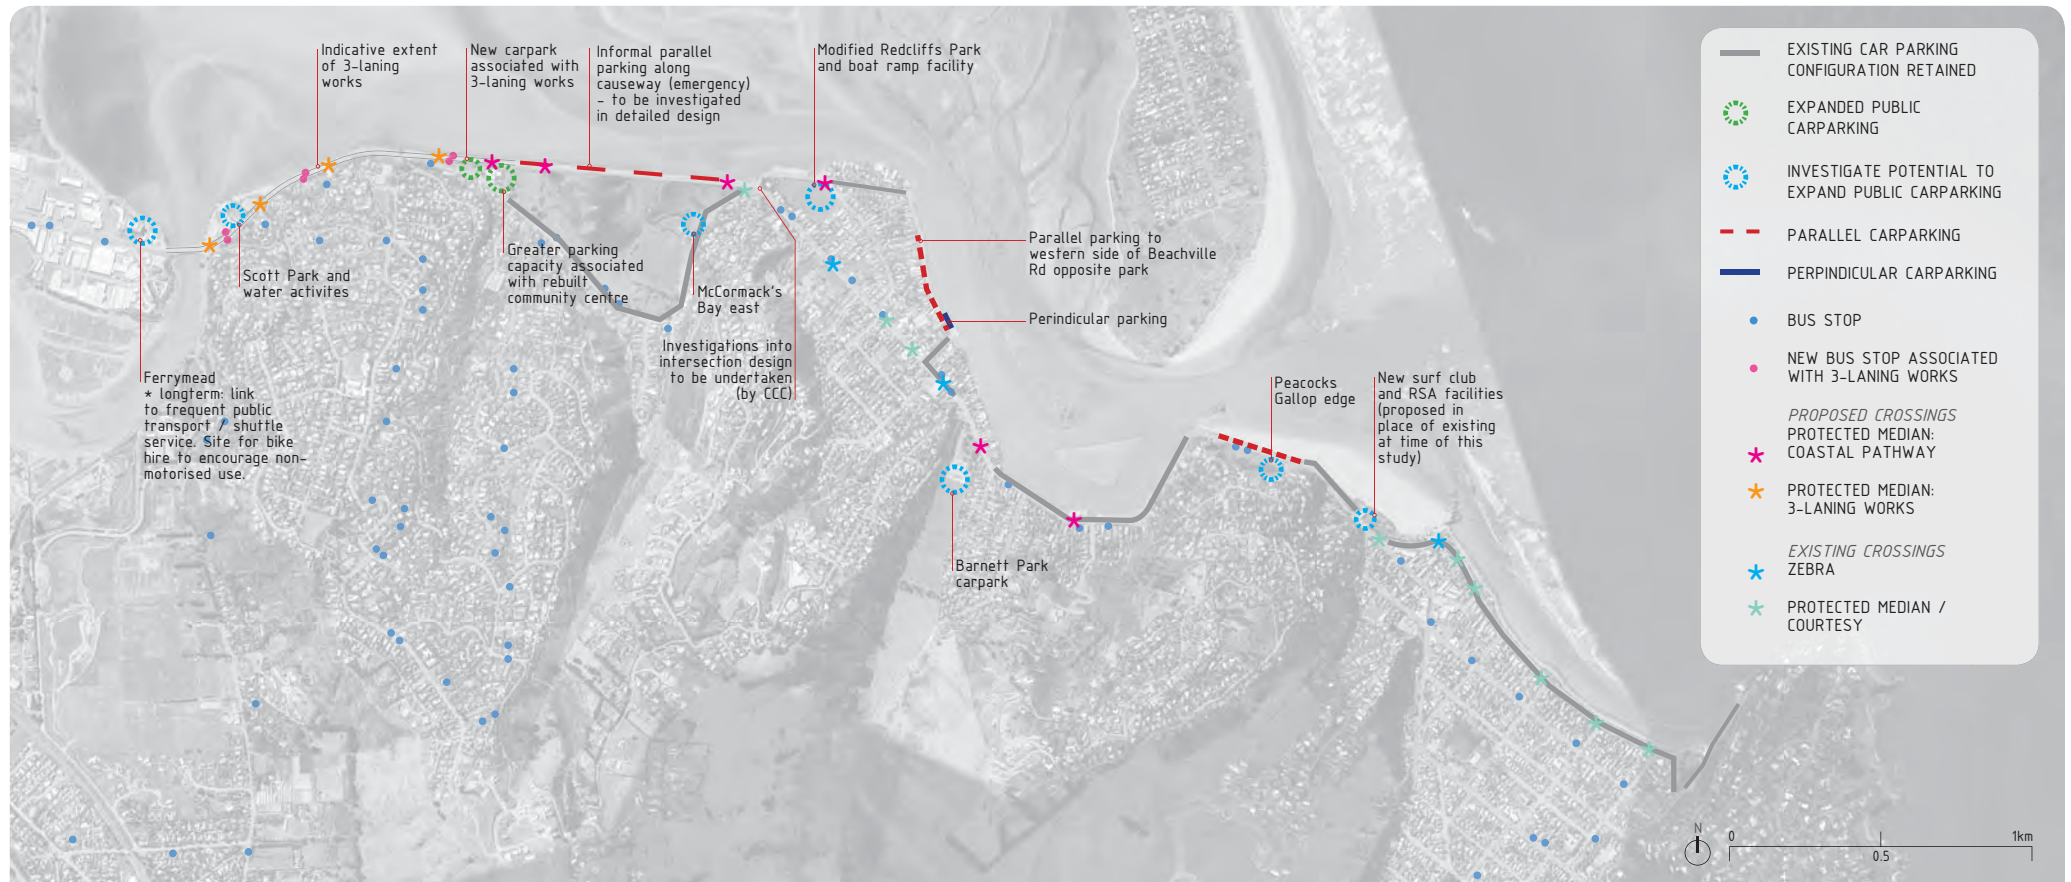 Indicative extent
of 3-laning
works
New carpark
associated with
3-laning works
Informal parallel
parking along
causeway (emergency)
- to be investigated
in detailed design
Modified Redcliffs Park
and boat ramp facility
Scott Park and
water activites
Greater parking
capacity associated
with rebuilt
community centre
McCormack's
Bay east
Parallel parking to
western side of Beachville
Rd opposite park
Perindicular parking
Investigations into
intersection design
to be undertaken
(by CCC)
Ferrymead
* longterm: link
to frequent public
transport / shuttle
service. Site for bike
hire to encourage non-
motorised use.
Peacocks
Gallop edge
New surf club
and RSA facilities
(proposed in
place of existing
at time of this
study)
Barnett Park
carpark
EXISTING CAR PARKING
CONFIGURATION RETAINED
EXPANDED PUBLIC
CARPARKING
INVESTIGATE POTENTIAL TO
EXPAND PUBLIC CARPARKING
PARALLEL CARPARKING
PERPINDICULAR CARPARKING
BUS STOP
NEW BUS STOP ASSOCIATED
WITH 3-LANING WORKS
PROPOSED CROSSINGS
PROTECTED MEDIAN:
COASTAL PATHWAY
PROTECTED MEDIAN:
3-LANING WORKS
EXISTING CROSSINGS
ZEBRA
PROTECTED MEDIAN /
COURTESY
N
0
1km
0.5